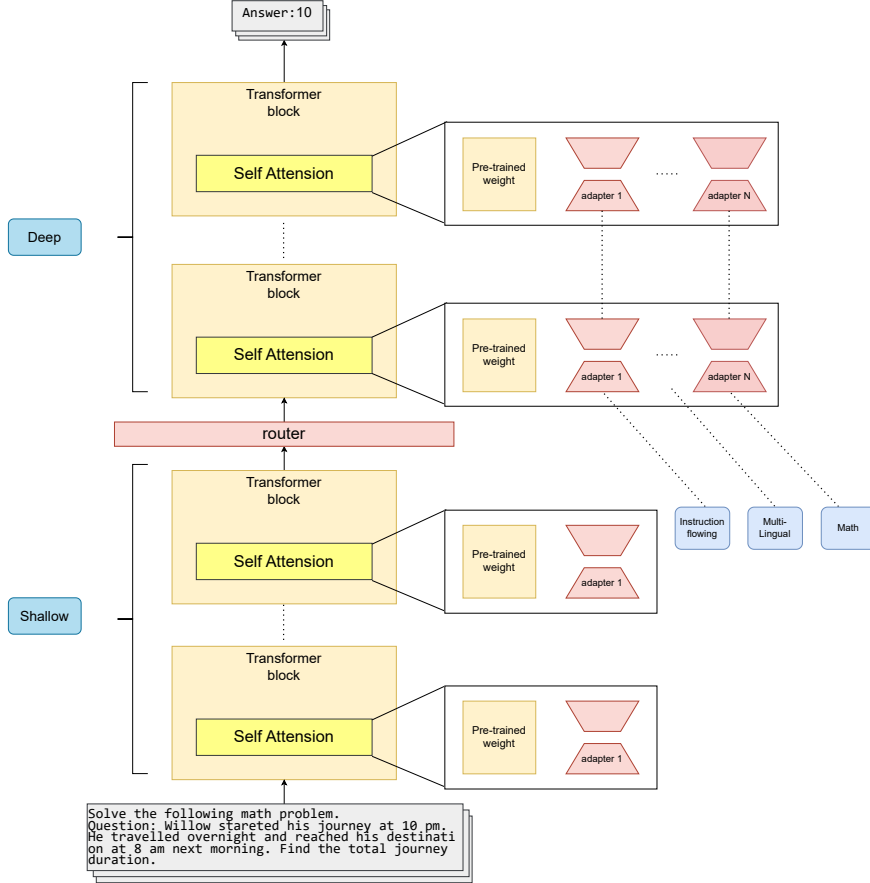 Answer:10
Transformer
block
Self Attension
Pre-trained
weight
adapter 1
.....
adapter N
Deep
Transformer
block
Self Attension
Pre-trained
weight
adapter 1
.....
adapter N
router
Transformer
block
Self Attension
Pre-trained
weight
adapter 1
Instruction
flowing
Multi-
Lingual
Math
Shallow
Transformer
block
Self Attension
Pre-trained
weight
adapter 1
Solve the following math problem.
Question: Willow stareted his journey at 10 pm.
He travelled overnight and reached his destinati
on at 8 am next morning. Find the total journey
duration.